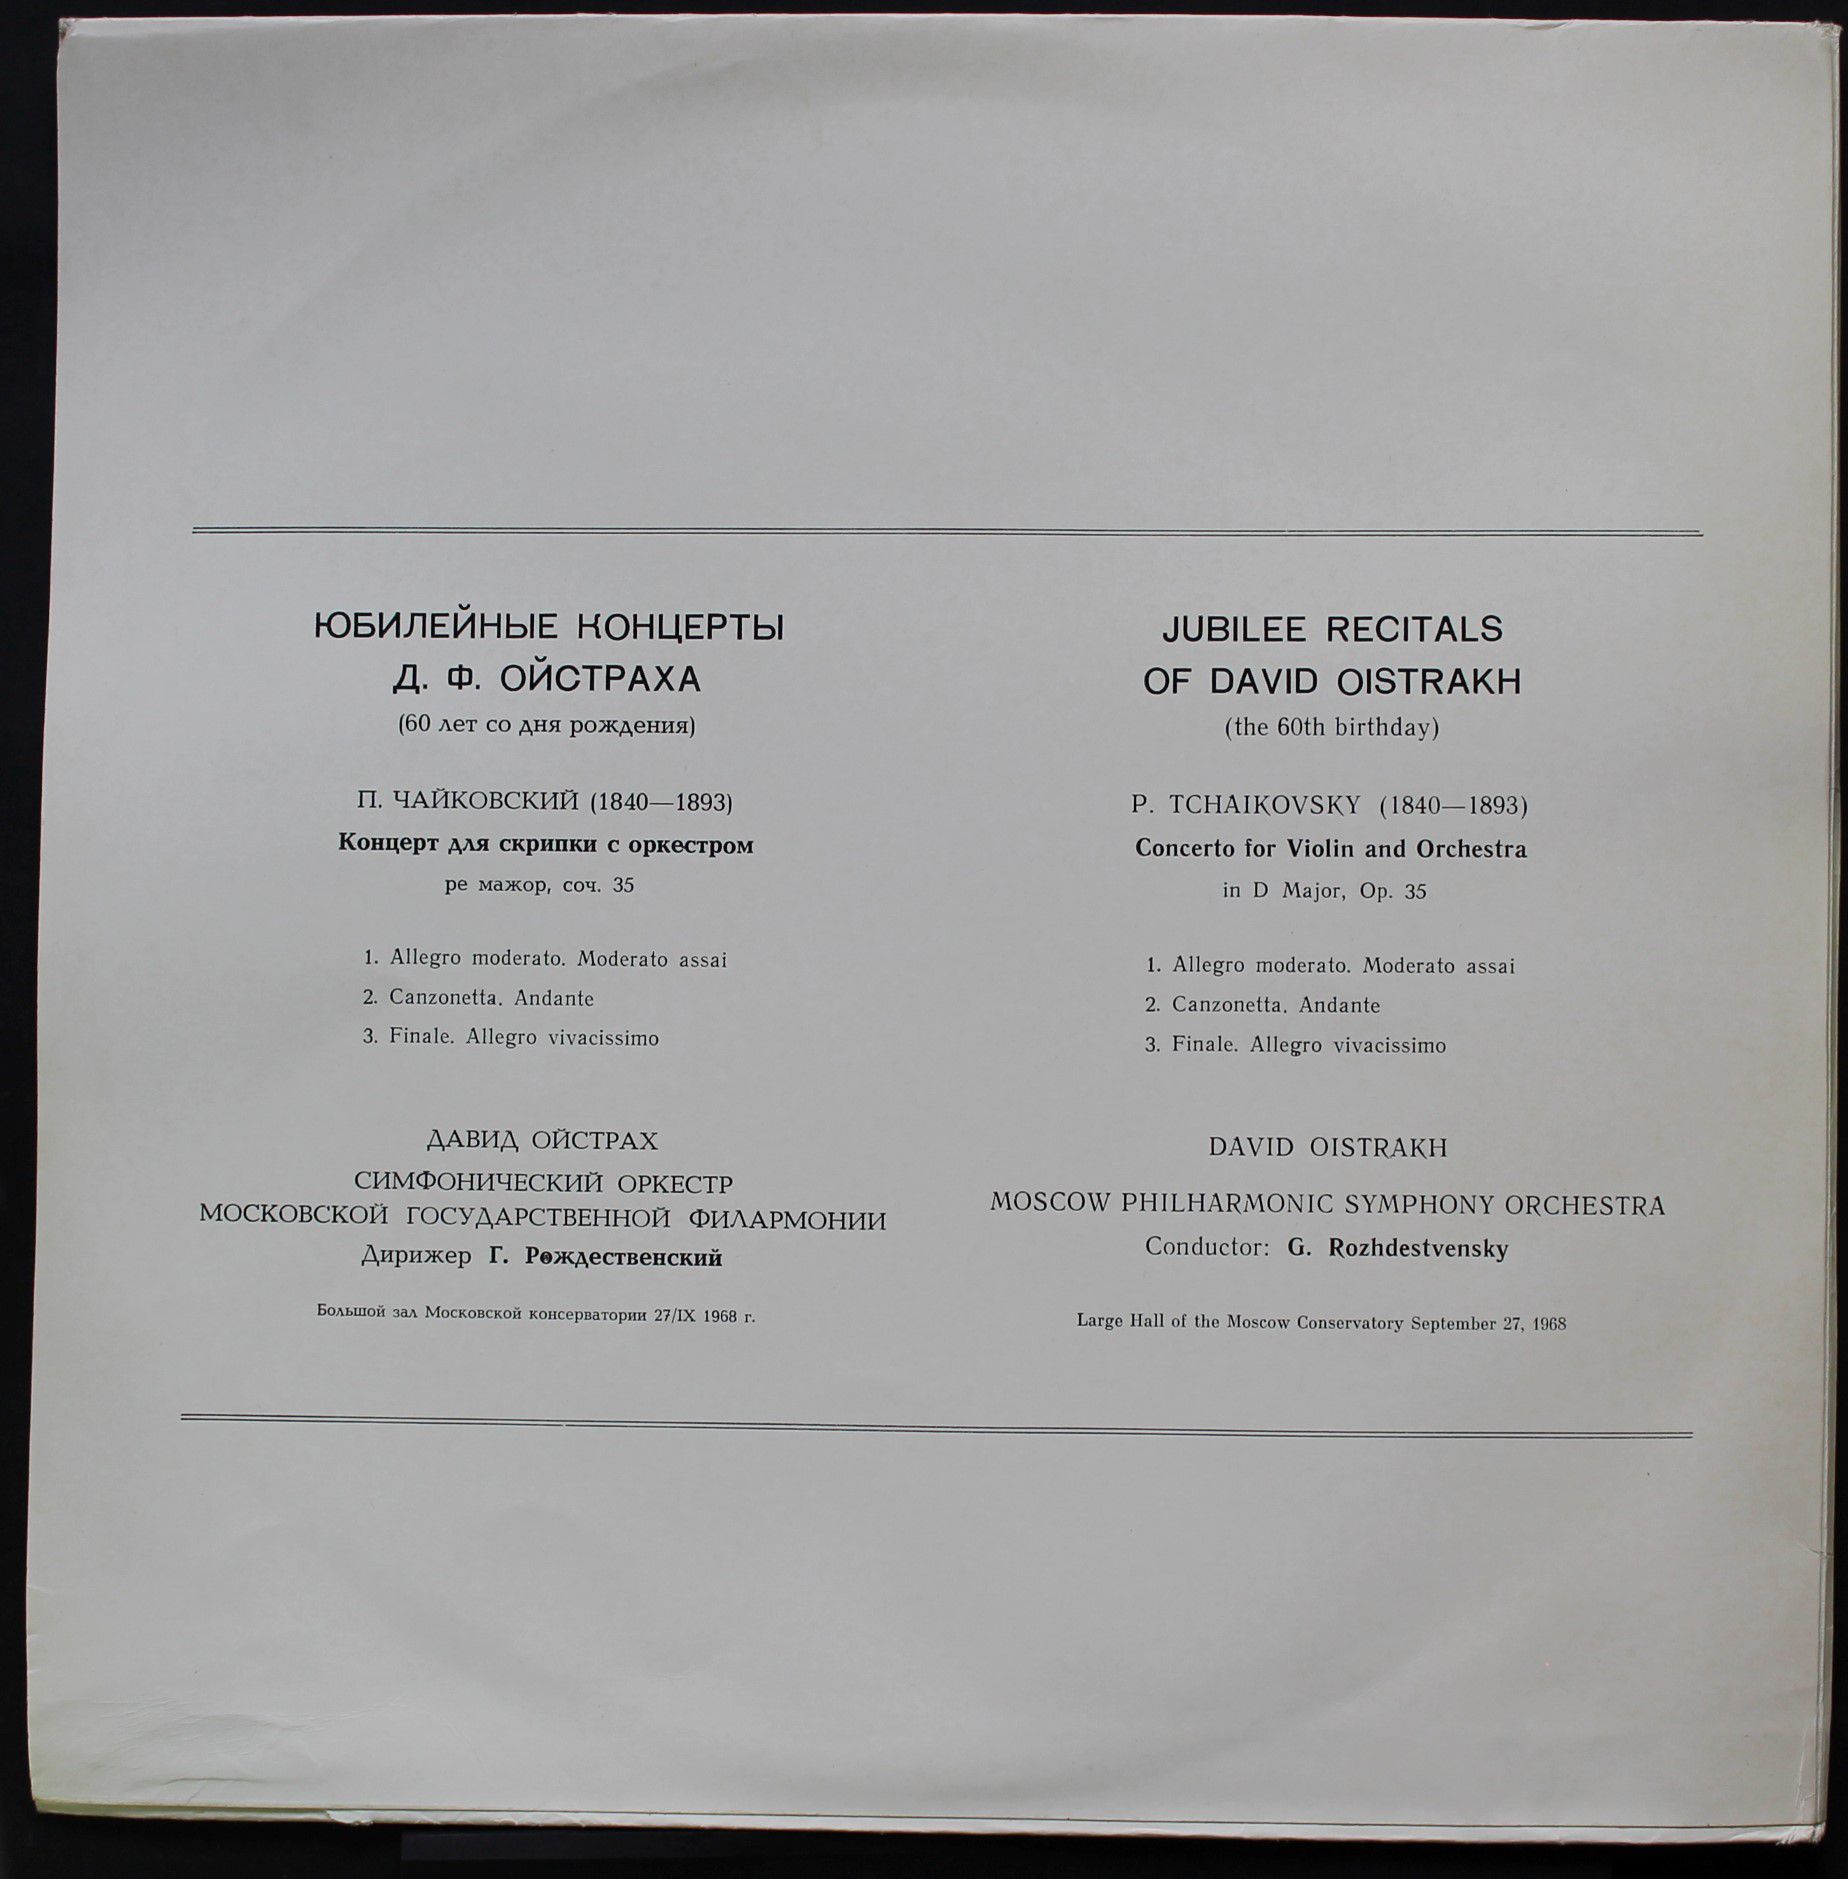 ЮБИЛЕЙНЫЕ КОНЦЕРТЫ
Д. Ф. ОЙСТРАХА
(60 лет со дня рождения)
П. ЧАЙКОВСКИЙ (1840—1893)
Концерт для скрипки с оркестром
ре мажор, соч. 35
1. Allegro moderato. Moderato assai
2. Canzonetta. Andante
3. Finale. Allegro vivacissimo
ДАВИД ОЙСТРАХ
СИМФОНИЧЕСКИЙ ОРКЕСТР
МОСКОВСКОЙ ГОСУДАРСТВЕННОЙ ФИЛАРМОНИИ
Дирижер Г. Рождественский
Большой зал Московской консерватории 27/IX 1968 г.
JUBILEE RECITALS
OF DAVID OISTRAKH
(the 60th birthday)
P. TCHAIKOVSKY (1840—1893)
Concerto for Violin and Orchestra
in D Major, Op. 35
1. Allegro moderato. Moderato assai
2. Canzonetta. Andante
3. Finale. Allegro vivacissimo
DAVID OISTRAKH
MOSCOW PHILHARMONIC SYMPHONY ORCHESTRA
Conductor: G. Rozhdestvensky
Large Hall of the Moscow Conservatory September 27, 1968